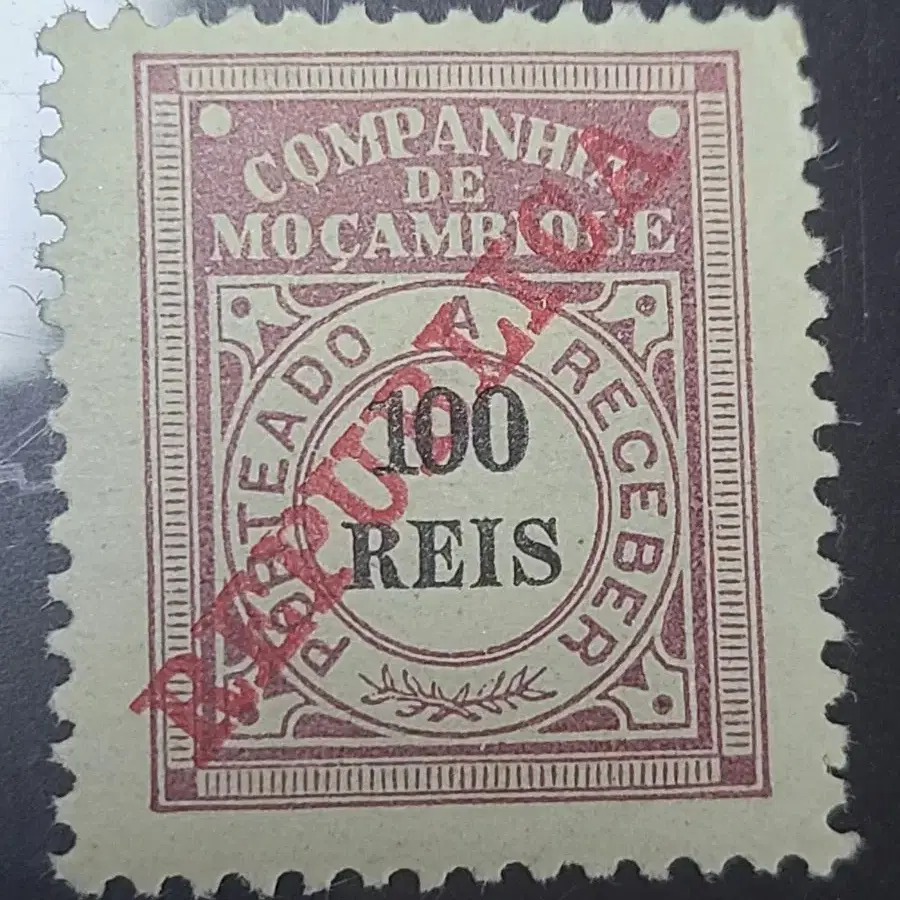 COMPANHIA
DE
MOÇAMBIQUE
PORTEADO A RECEBER
100
REIS
REPUBLICA